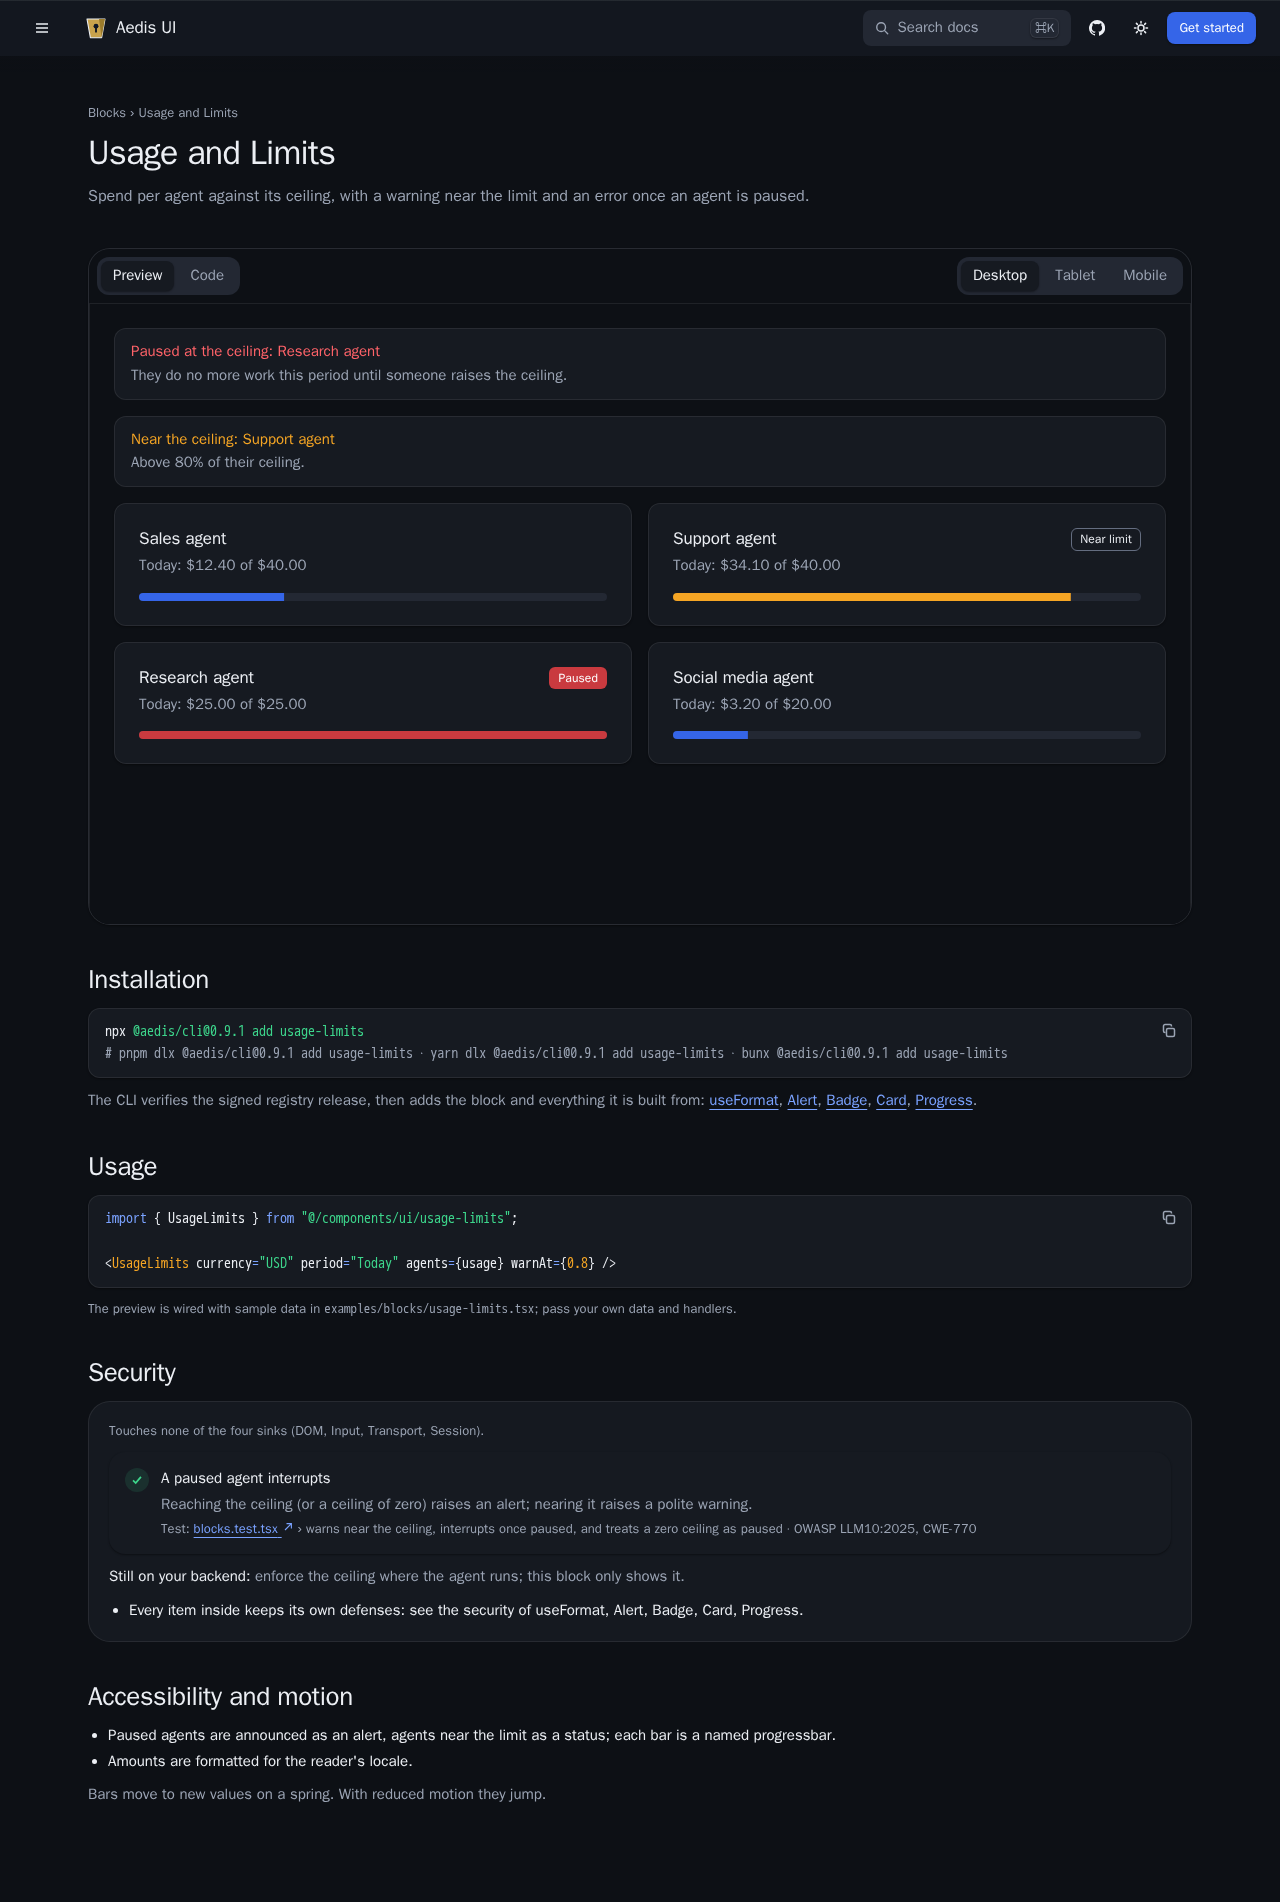 Aedis UI
Search docs ⌘K
Get started
Blocks › Usage and Limits
Usage and Limits
Spend per agent against its ceiling, with a warning near the limit and an error once an agent is paused.
Preview Code
Desktop Tablet Mobile
Paused at the ceiling: Research agent
They do no more work this period until someone raises the ceiling.
Near the ceiling: Support agent
Above 80% of their ceiling.
Sales agent
Today: $12.40 of $40.00
Support agent
Near limit
Today: $34.10 of $40.00
Research agent
Paused
Today: $25.00 of $25.00
Social media agent
Today: $3.20 of $20.00
Installation
npx @aedis/cli@0.9.1 add usage-limits
# pnpm dlx @aedis/cli@0.9.1 add usage-limits · yarn dlx @aedis/cli@0.9.1 add usage-limits · bunx @aedis/cli@0.9.1 add usage-limits
The CLI verifies the signed registry release, then adds the block and everything it is built from: useFormat, Alert, Badge, Card, Progress.
Usage
import { UsageLimits } from "@/components/ui/usage-limits";
<UsageLimits currency="USD" period="Today" agents={usage} warnAt={0.8} />
The preview is wired with sample data in examples/blocks/usage-limits.tsx; pass your own data and handlers.
Security
Touches none of the four sinks (DOM, Input, Transport, Session).
A paused agent interrupts
Reaching the ceiling (or a ceiling of zero) raises an alert; nearing it raises a polite warning.
Test: blocks.test.tsx ↗ › warns near the ceiling, interrupts once paused, and treats a zero ceiling as paused · OWASP LLM10:2025, CWE-770
Still on your backend: enforce the ceiling where the agent runs; this block only shows it.
• Every item inside keeps its own defenses: see the security of useFormat, Alert, Badge, Card, Progress.
Accessibility and motion
• Paused agents are announced as an alert, agents near the limit as a status; each bar is a named progressbar.
• Amounts are formatted for the reader's locale.
Bars move to new values on a spring. With reduced motion they jump.